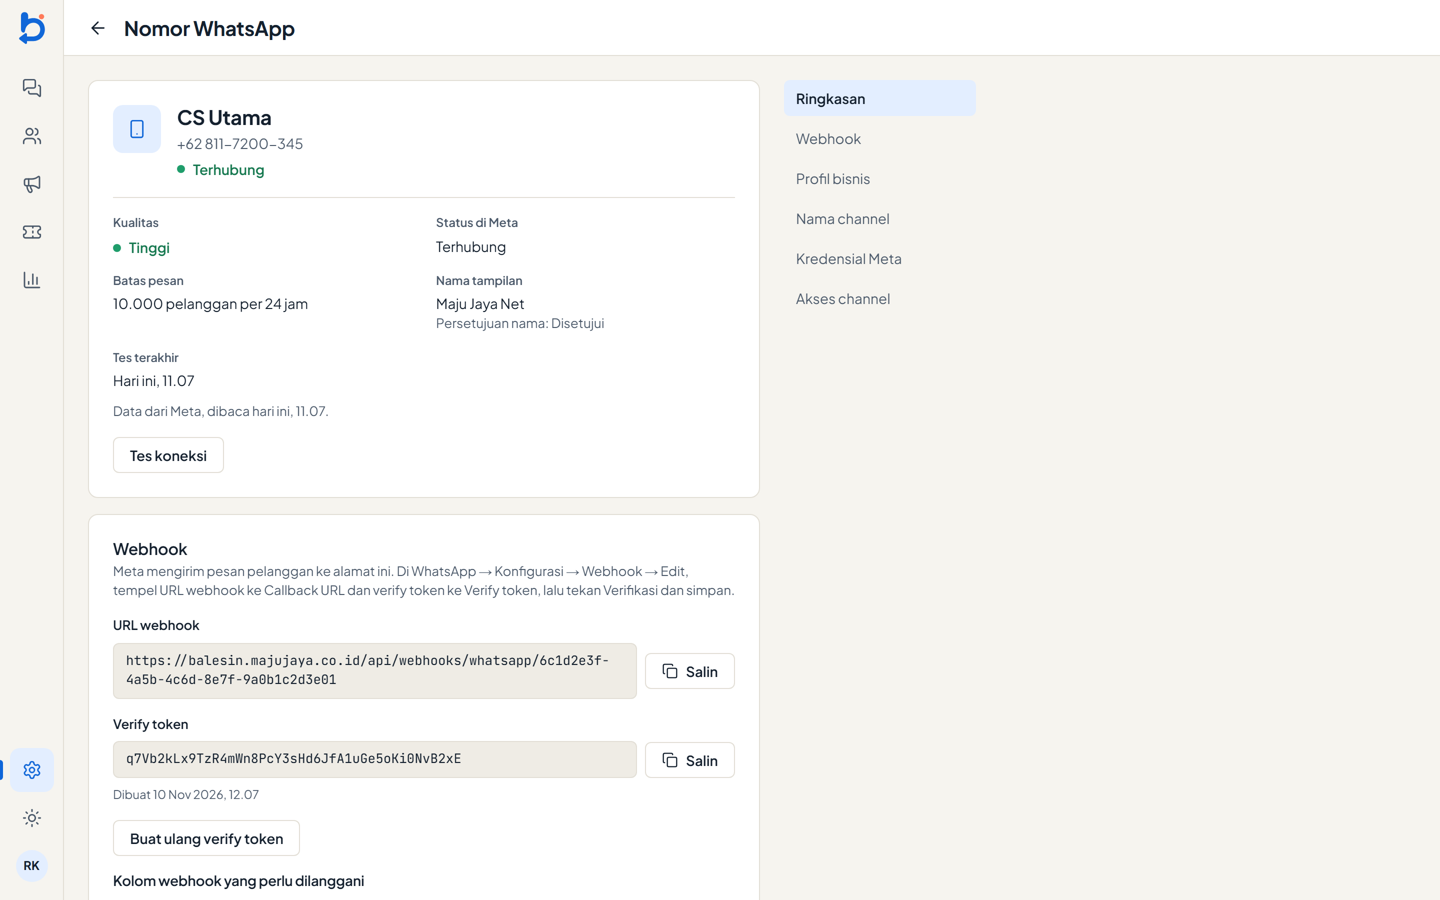 Nomor WhatsApp
CS Utama
+62 811-7200-345
Terhubung
Kualitas
Tinggi
Status di Meta
Terhubung
Batas pesan
10.000 pelanggan per 24 jam
Nama tampilan
Maju Jaya Net
Persetujuan nama: Disetujui
Tes terakhir
Hari ini, 11.07
Data dari Meta, dibaca hari ini, 11.07.
Tes koneksi
Webhook
Meta mengirim pesan pelanggan ke alamat ini. Di WhatsApp → Konfigurasi → Webhook → Edit,
tempel URL webhook ke Callback URL dan verify token ke Verify token, lalu tekan Verifikasi dan simpan.
URL webhook
https://balesin.majujaya.co.id/api/webhooks/whatsapp/6c1d2e3f-
4a5b-4c6d-8e7f-9a0b1c2d3e01
Salin
Verify token
q7Vb2kLx9TzR4mWn8PcY3sHd6JfA1uGe5oKi0NvB2xE
Salin
Dibuat 10 Nov 2026, 12.07
Buat ulang verify token
Kolom webhook yang perlu dilanggani
Ringkasan
Webhook
Profil bisnis
Nama channel
Kredensial Meta
Akses channel
RK